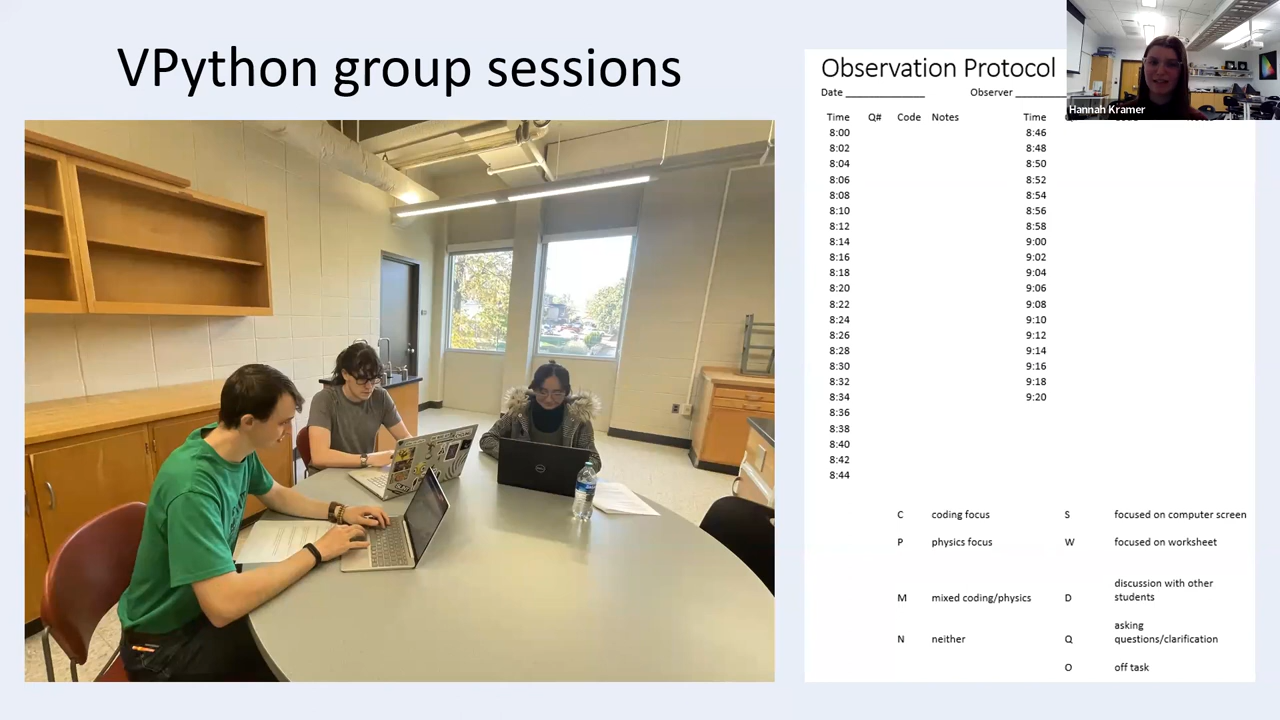 VPython group sessions
Observation Protocol
Date _______________ Observer _________
Hannah Kramer
Time Q# Code Notes Time
8:00 8:46
8:02 8:48
8:04 8:50
8:06 8:52
8:08 8:54
8:10 8:56
8:12 8:58
8:14 9:00
8:16 9:02
8:18 9:04
8:20 9:06
8:22 9:08
8:24 9:10
8:26 9:12
8:28 9:14
8:30 9:16
8:32 9:18
8:34 9:20
8:36
8:38
8:40
8:42
8:44
C coding focus S focused on computer screen
P physics focus W focused on worksheet
discussion with other
M mixed coding/physics D students
asking
N neither Q questions/clarification
O off task